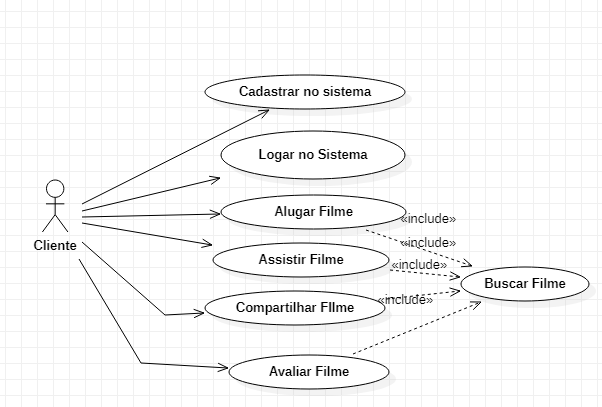 Cadastrar no sistema
Logar no Sistema
Alugar Filme
«include»
«include»
Cliente
Assistir Filme
«include»
Buscar Filme
Compartilhar FIlme
«include»
Avaliar Filme